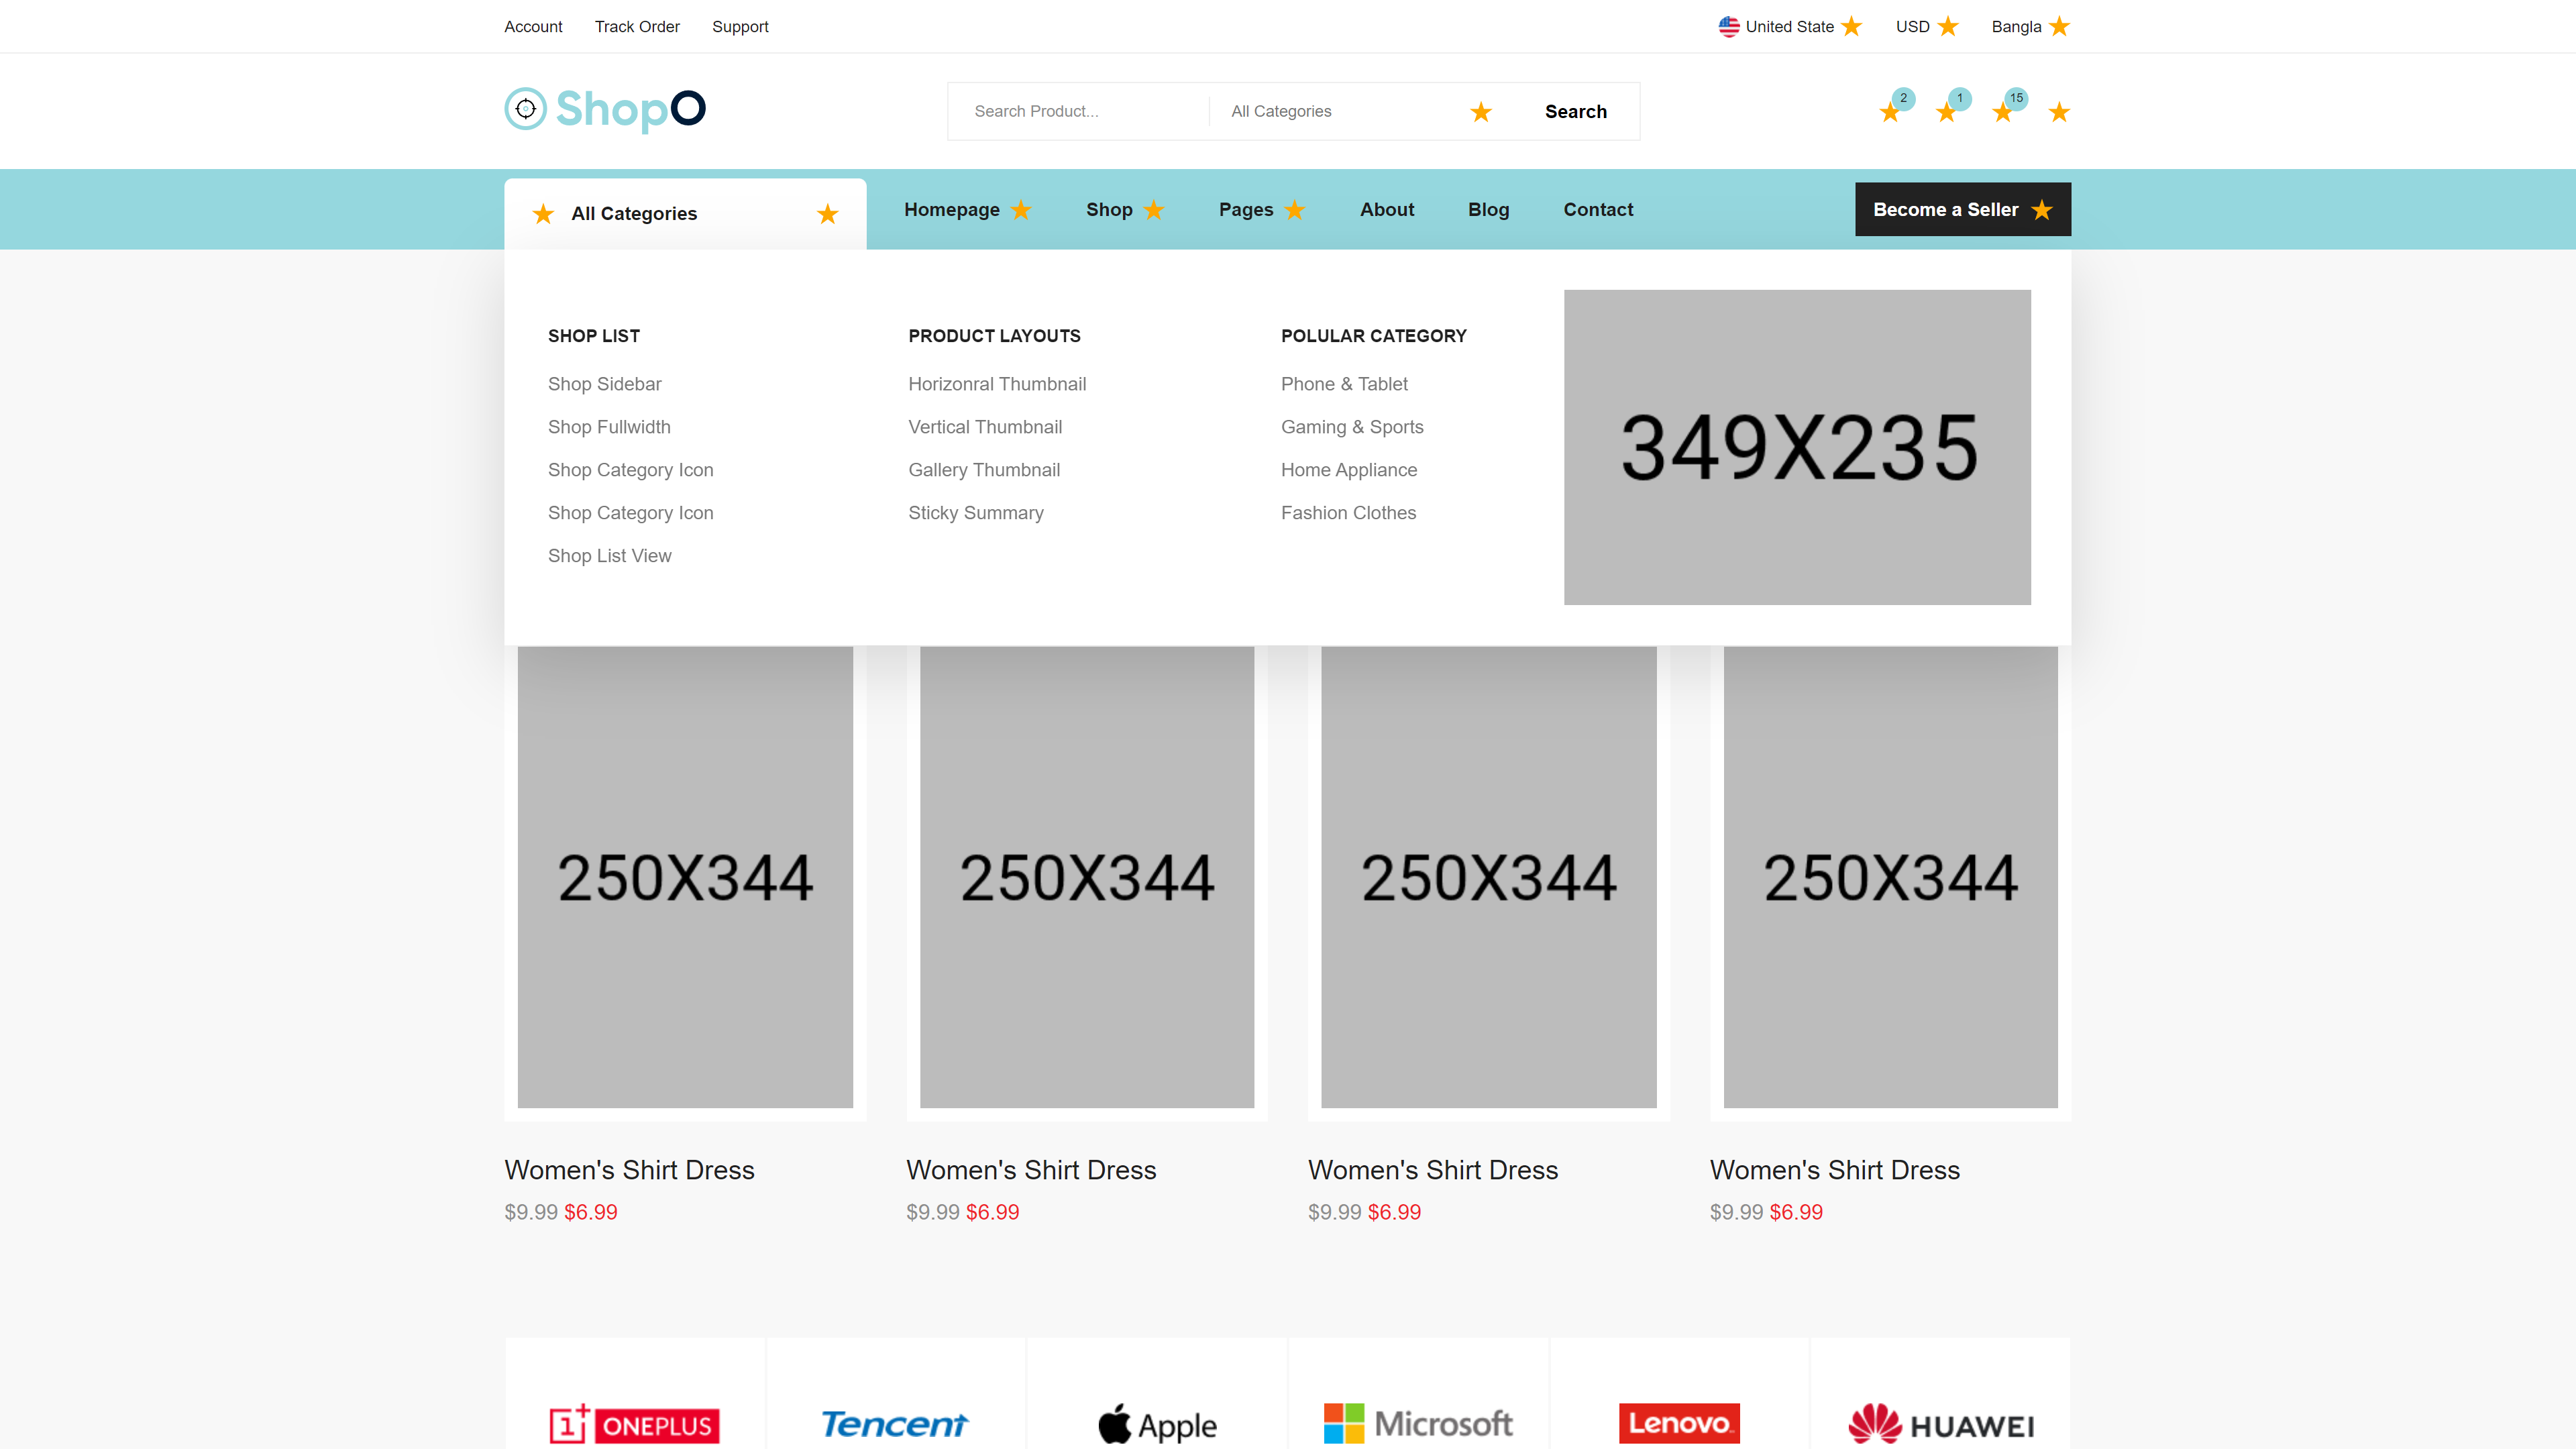 Account Track Order Support United State USD Bangla
ShopO Search Product... All Categories Search 2 1 15
All Categories Homepage Shop Pages About Blog Contact Become a Seller
SHOP LIST PRODUCT LAYOUTS POLULAR CATEGORY
Shop Sidebar Horizonral Thumbnail Phone & Tablet
Shop Fullwidth Vertical Thumbnail Gaming & Sports
349X235
Shop Category Icon Gallery Thumbnail Home Appliance
Shop Category Icon Sticky Summary Fashion Clothes
Shop List View
250X344 250X344 250X344 250X344
Women's Shirt Dress Women's Shirt Dress Women's Shirt Dress Women's Shirt Dress
$9.99 $6.99 $9.99 $6.99 $9.99 $6.99 $9.99 $6.99
1+ ONEPLUS Tencent Apple Microsoft Lenovo HUAWEI